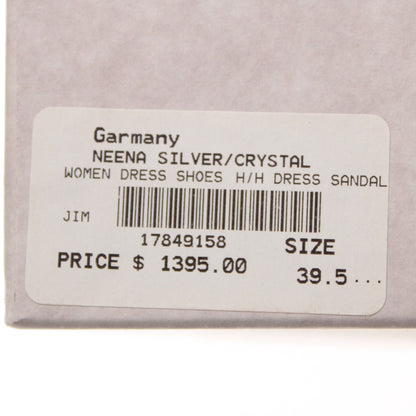 Garmany
NEENA SILVER/CRYSTAL
WOMEN DRESS SHOES H/H DRESS SANDAL
JIM
17849158
SIZE
PRICE $ 1395.00
39.5...